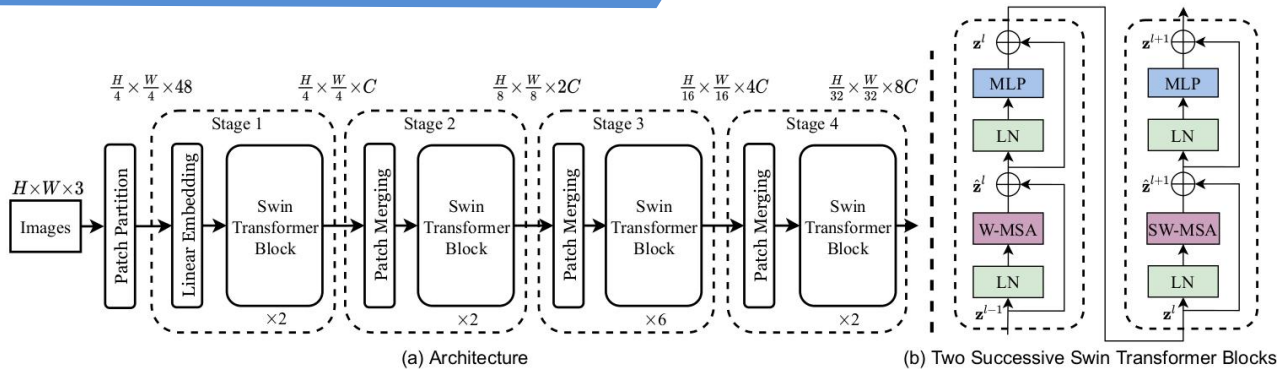 H×W×3
Images
Patch Partition
H/4 × W/4 × 48
Stage 1
Linear Embedding
Swin
Transformer
Block
×2
H/4 × W/4 × C
Stage 2
Patch Merging
Swin
Transformer
Block
×2
H/8 × W/8 × 2C
Stage 3
Patch Merging
Swin
Transformer
Block
×6
H/16 × W/16 × 4C
Stage 4
Patch Merging
Swin
Transformer
Block
×2
H/32 × W/32 × 8C
(a) Architecture
z^l
MLP
LN
ẑ^l
W-MSA
LN
z^{l-1}
z^{l+1}
MLP
LN
ẑ^{l+1}
SW-MSA
LN
z^l
(b) Two Successive Swin Transformer Blocks